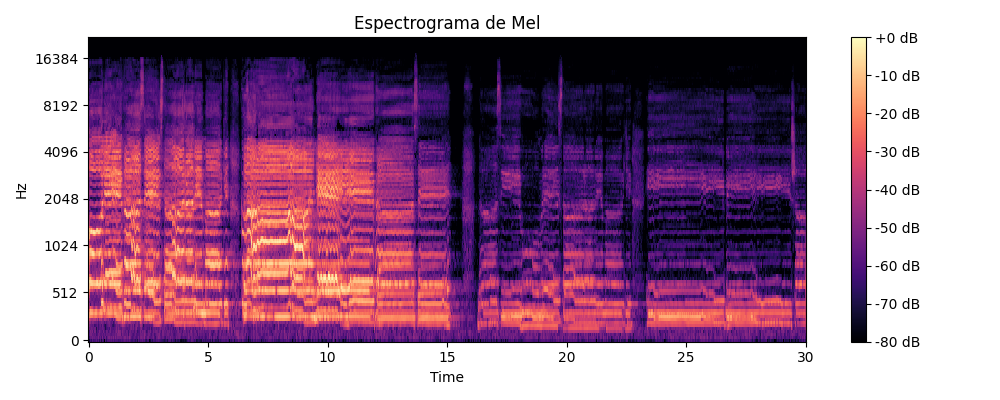 Espectrograma de Mel
Hz
16384
8192
4096
2048
1024
512
0
0 5 10 15 20 25 30
Time
+0 dB
-10 dB
-20 dB
-30 dB
-40 dB
-50 dB
-60 dB
-70 dB
-80 dB